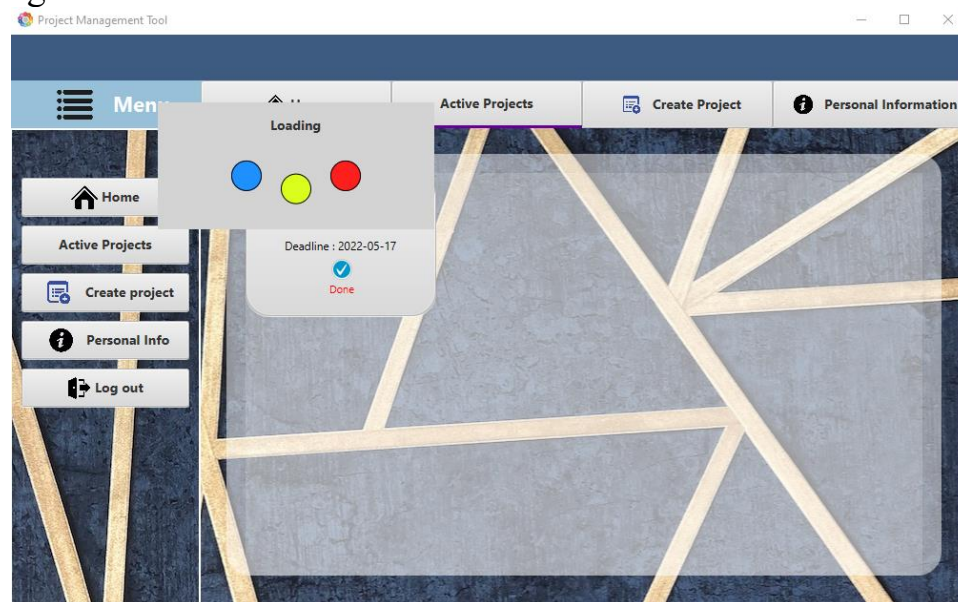 Project Management Tool
Menu
Active Projects
Create Project
Personal Information
Loading
Home
Active Projects
Create project
Personal Info
Log out
Deadline : 2022-05-17
Done